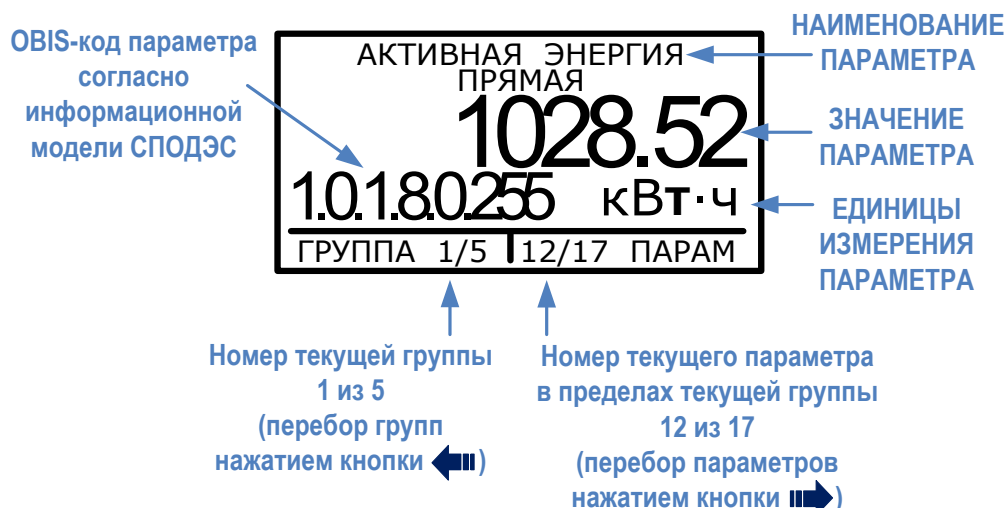 OBIS-код параметра
согласно
информационной
модели СПОДЭС
АКТИВНАЯ ЭНЕРГИЯ
ПРЯМАЯ
1028.52
1.0.1.8.0.255 кВт·ч
ГРУППА 1/5 12/17 ПАРАМ
НАИМЕНОВАНИЕ
ПАРАМЕТРА
ЗНАЧЕНИЕ
ПАРАМЕТРА
ЕДИНИЦЫ
ИЗМЕРЕНИЯ
ПАРАМЕТРА
Номер текущей группы
1 из 5
(перебор групп
нажатием кнопки )
Номер текущего параметра
в пределах текущей группы
12 из 17
(перебор параметров
нажатием кнопки )